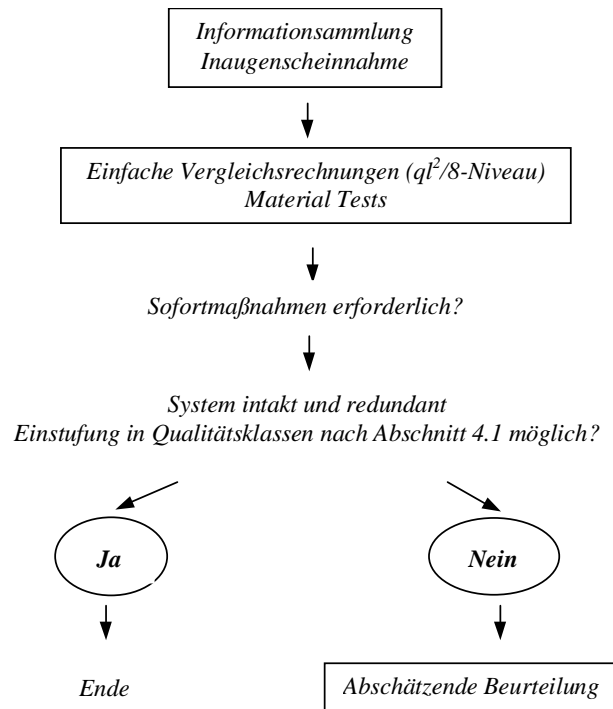 Informationsammlung
Inaugenscheinnahme
Einfache Vergleichsrechnungen (ql²/8-Niveau)
Material Tests
Sofortmaßnahmen erforderlich?
System intakt und redundant
Einstufung in Qualitätsklassen nach Abschnitt 4.1 möglich?
Ja
Nein
Ende
Abschätzende Beurteilung